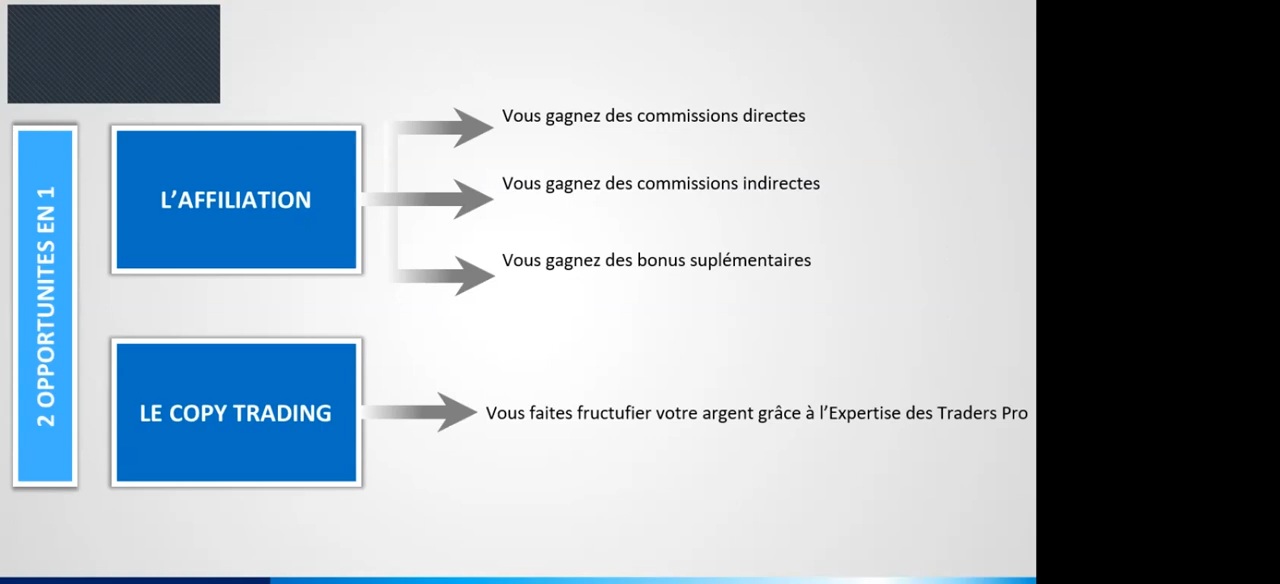 2 OPPORTUNITES EN 1
L’AFFILIATION
Vous gagnez des commissions directes
Vous gagnez des commissions indirectes
Vous gagnez des bonus suplémentaires
LE COPY TRADING
Vous faites fructufier votre argent grâce à l’Expertise des Traders Pro